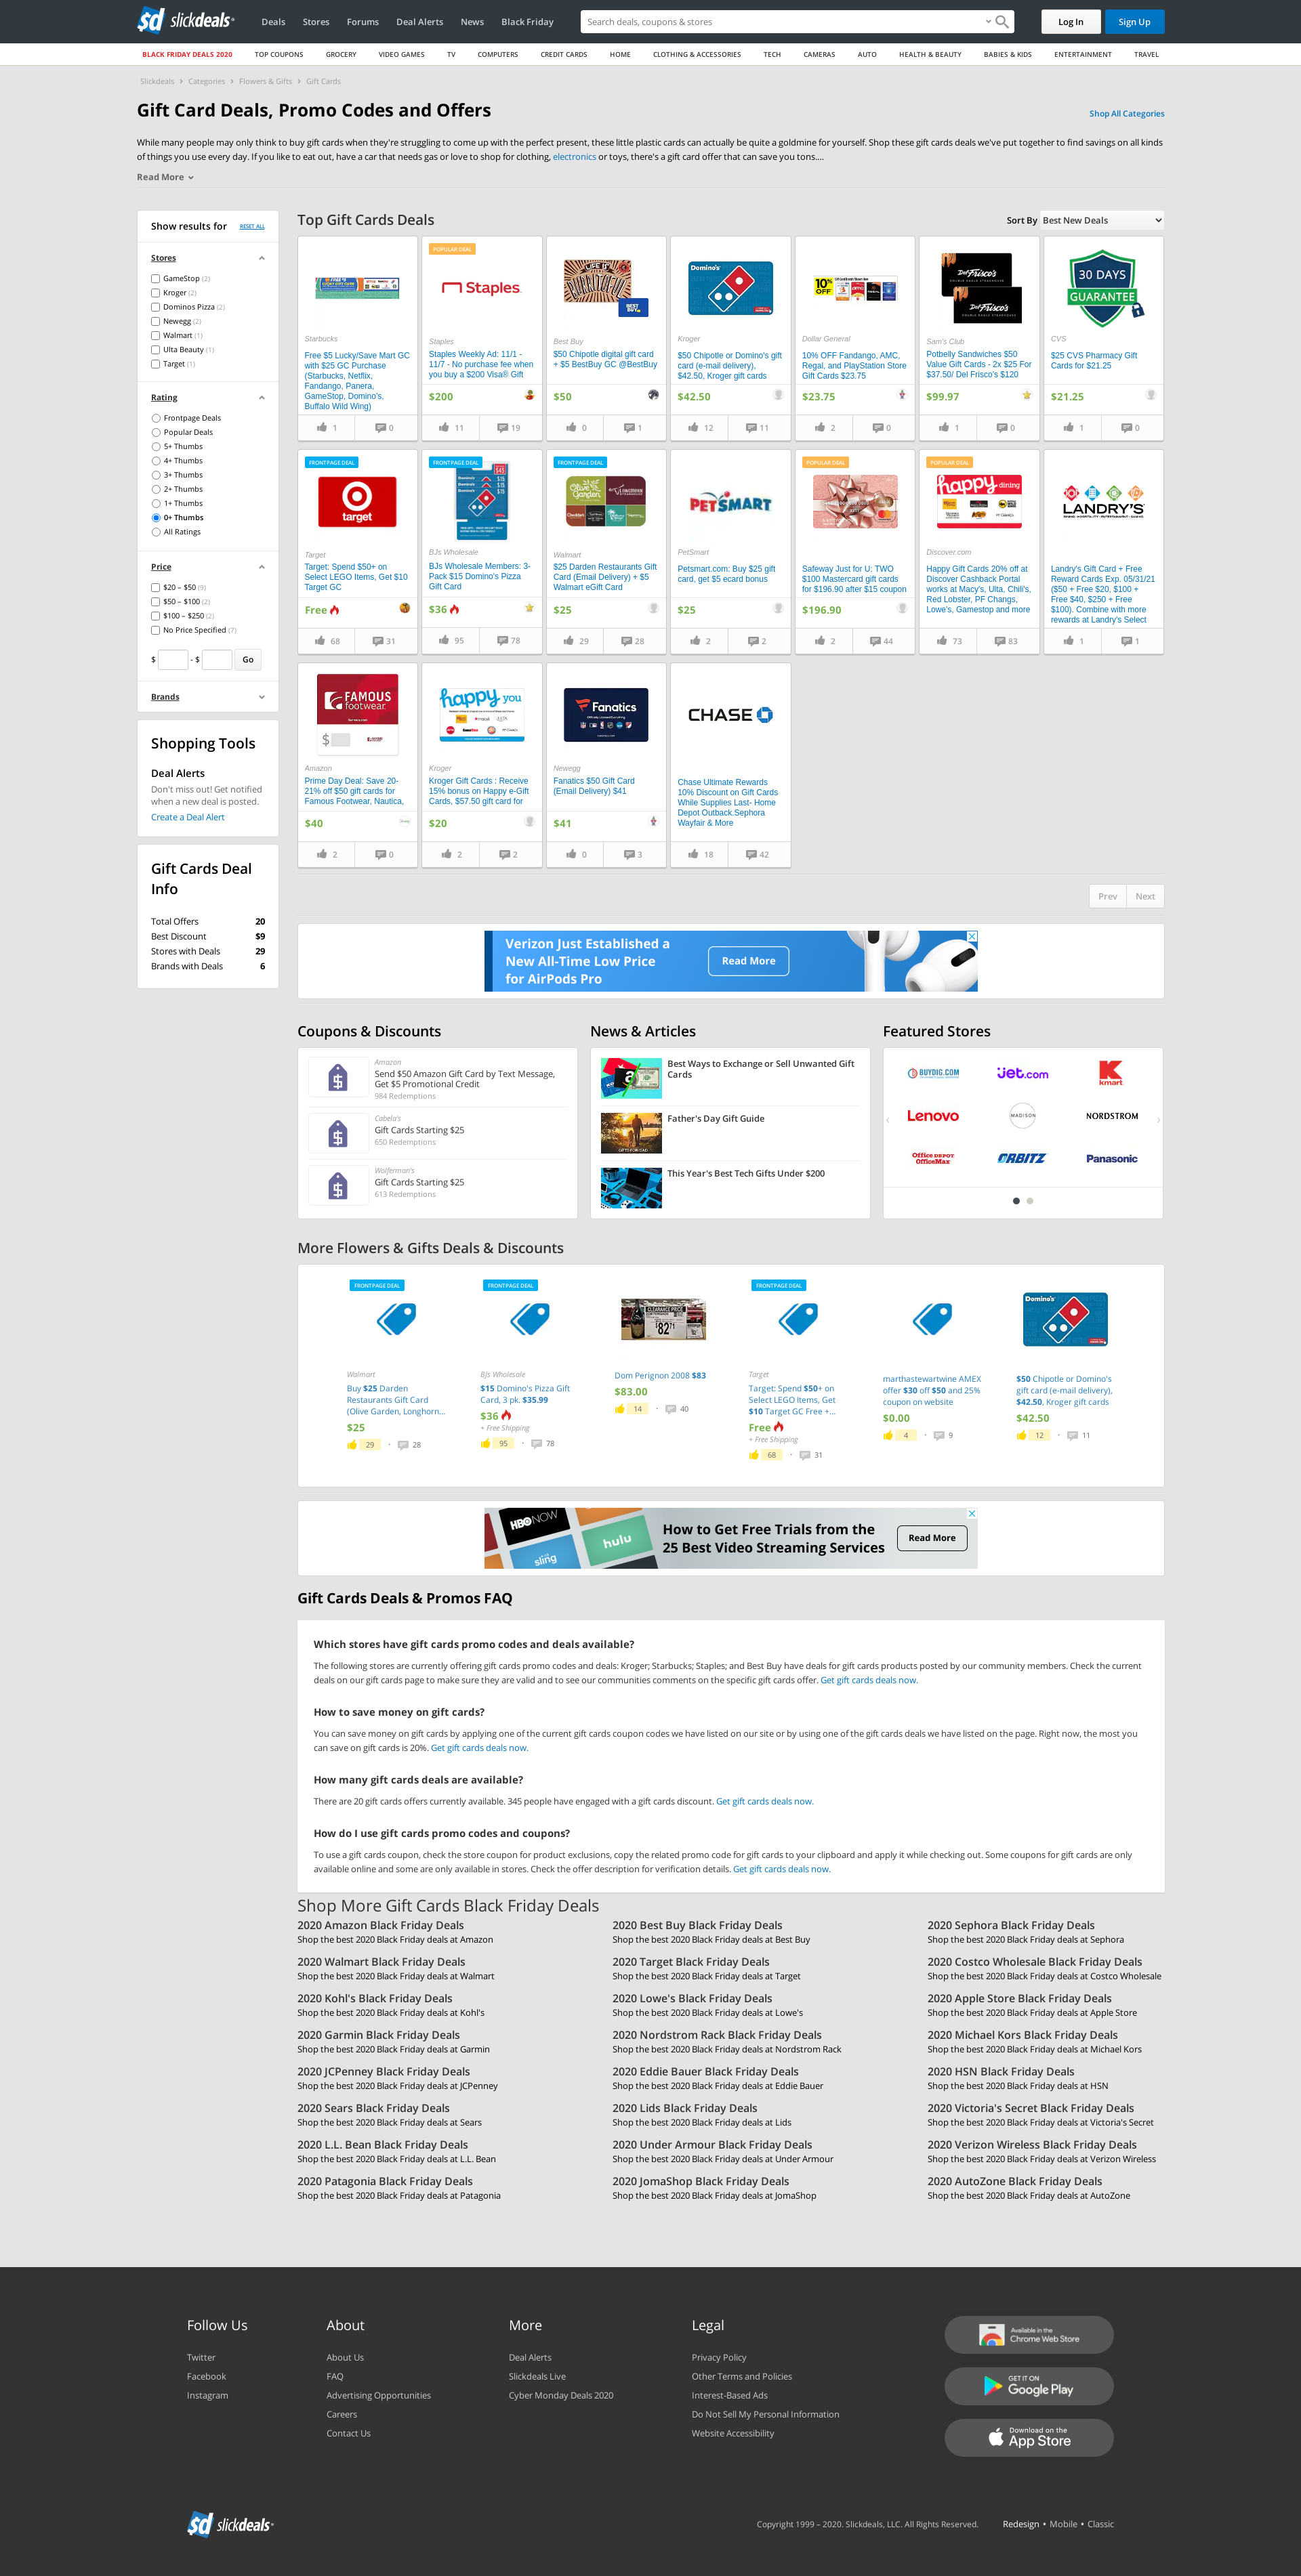 sd slickdeals
Deals Stores Forums Deal Alerts News Black Friday
Search deals, coupons & stores
Log In Sign Up
BLACK FRIDAY DEALS 2020 TOP COUPONS GROCERY VIDEO GAMES TV COMPUTERS CREDIT CARDS HOME CLOTHING & ACCESSORIES TECH CAMERAS AUTO HEALTH & BEAUTY BABIES & KIDS ENTERTAINMENT TRAVEL
Slickdeals > Categories > Flowers & Gifts > Gift Cards
Gift Card Deals, Promo Codes and Offers
Shop All Categories
While many people may only think to buy gift cards when they're struggling to come up with the perfect present, these little plastic cards can actually be quite a goldmine for yourself. Shop these gift cards deals we've put together to find savings on all kinds
of things you use every day. If you like to eat out, have a car that needs gas or love to shop for clothing, electronics or toys, there's a gift card offer that can save you tons....
Read More
Show results for RESET ALL
Stores
GameStop (2)
Kroger (2)
Dominos Pizza (2)
Newegg (2)
Walmart (1)
Ulta Beauty (1)
Target (1)
Rating
Frontpage Deals
Popular Deals
5+ Thumbs
4+ Thumbs
3+ Thumbs
2+ Thumbs
1+ Thumbs
0+ Thumbs
All Ratings
Price
$20 – $50 (9)
$50 – $100 (2)
$100 – $250 (2)
No Price Specified (7)
$ - $ Go
Brands
Shopping Tools
Deal Alerts
Don't miss out! Get notified
when a new deal is posted.
Create a Deal Alert
Gift Cards Deal
Info
Total Offers 20
Best Discount $9
Stores with Deals 29
Brands with Deals 6
Top Gift Cards Deals
Sort By Best New Deals
Starbucks
Free $5 Lucky/Save Mart GC
with $25 GC Purchase
(Starbucks, Netflix,
Fandango, Panera,
GameStop, Domino's,
Buffalo Wild Wing)
1 0
POPULAR DEAL
Staples
Staples
Staples Weekly Ad: 11/1 -
11/7 - No purchase fee when
you buy a $200 Visa® Gift
$200
11 19
LIFE IS
BURRITOFUL
BEST BUY
Best Buy
$50 Chipotle digital gift card
+ $5 BestBuy GC @BestBuy
$50
0 1
Domino's
Kroger
$50 Chipotle or Domino's gift
card (e-mail delivery),
$42.50, Kroger gift cards
$42.50
12 11
10% OFF
Dollar General
10% OFF Fandango, AMC,
Regal, and PlayStation Store
Gift Cards $23.75
$23.75
2 0
Del Frisco's
Del Frisco's
Sam's Club
Potbelly Sandwiches $50
Value Gift Cards - 2x $25 For
$37.50/ Del Frisco's $120
$99.97
1 0
30 DAYS
GUARANTEE
CVS
$25 CVS Pharmacy Gift
Cards for $21.25
$21.25
1 0
FRONTPAGE DEAL
target
Target
Target: Spend $50+ on
Select LEGO Items, Get $10
Target GC
Free
68 31
FRONTPAGE DEAL
$45
BJs Wholesale
BJs Wholesale Members: 3-
Pack $15 Domino's Pizza
Gift Card
$36
95 78
FRONTPAGE DEAL
Olive Garden
LONGHORN
Walmart
$25 Darden Restaurants Gift
Card (Email Delivery) + $5
Walmart eGift Card
$25
29 28
PETSMART
PetSmart
Petsmart.com: Buy $25 gift
card, get $5 ecard bonus
$25
2 2
POPULAR DEAL
Safeway Just for U: TWO
$100 Mastercard gift cards
for $196.90 after $15 coupon
$196.90
2 44
POPULAR DEAL
happy dining
Discover.com
Happy Gift Cards 20% off at
Discover Cashback Portal
works at Macy's, Ulta, Chili's,
Red Lobster, PF Changs,
Lowe's, Gamestop and more
73 83
LANDRY'S
Landry's Gift Card + Free
Reward Cards Exp. 05/31/21
($50 + Free $20, $100 +
Free $40, $250 + Free
$100). Combine with more
rewards at Landry's Select
1 1
FAMOUS
footwear
$
Amazon
Prime Day Deal: Save 20-
21% off $50 gift cards for
Famous Footwear, Nautica,
$40
2 0
happy you
Kroger
Kroger Gift Cards : Receive
15% bonus on Happy e-Gift
Cards, $57.50 gift card for
$20
2 2
Fanatics
Newegg
Fanatics $50 Gift Card
(Email Delivery) $41
$41
0 3
CHASE
Chase Ultimate Rewards
10% Discount on Gift Cards
While Supplies Last- Home
Depot Outback.Sephora
Wayfair & More
18 42
Prev Next
Verizon Just Established a
New All-Time Low Price
for AirPods Pro
Read More
Coupons & Discounts
Amazon
Send $50 Amazon Gift Card by Text Message,
Get $5 Promotional Credit
984 Redemptions
Cabela's
Gift Cards Starting $25
650 Redemptions
Wolferman's
Gift Cards Starting $25
613 Redemptions
News & Articles
Best Ways to Exchange or Sell Unwanted Gift
Cards
GIFTS FOR DAD
Father's Day Gift Guide
This Year's Best Tech Gifts Under $200
Featured Stores
BUYDIG.COM jet.com kmart
Lenovo MADISON NORDSTROM
Office DEPOT OfficeMax ORBITZ Panasonic
More Flowers & Gifts Deals & Discounts
FRONTPAGE DEAL
Walmart
Buy $25 Darden
Restaurants Gift Card
(Olive Garden, Longhorn...
$25
29 · 28
FRONTPAGE DEAL
BJs Wholesale
$15 Domino's Pizza Gift
Card, 3 pk. $35.99
$36
+ Free Shipping
95 · 78
CLEARANCE PRICE
$82.71
Dom Perignon 2008 $83
$83.00
14 · 40
FRONTPAGE DEAL
Target
Target: Spend $50+ on
Select LEGO Items, Get
$10 Target GC Free +...
Free
+ Free Shipping
68 · 31
marthastewartwine AMEX
offer $30 off $50 and 25%
coupon on website
$0.00
4 · 9
Domino's
$50 Chipotle or Domino's
gift card (e-mail delivery),
$42.50, Kroger gift cards
$42.50
12 · 11
HBO NOW
sling
hulu
How to Get Free Trials from the
25 Best Video Streaming Services
Read More
Gift Cards Deals & Promos FAQ
Which stores have gift cards promo codes and deals available?
The following stores are currently offering gift cards promo codes and deals: Kroger; Starbucks; Staples; and Best Buy have deals for gift cards products posted by our community members. Check the current
deals on our gift cards page to make sure they are valid and to see our communities comments on the specific gift cards offer. Get gift cards deals now.
How to save money on gift cards?
You can save money on gift cards by applying one of the current gift cards coupon codes we have listed on our site or by using one of the gift cards deals we have listed on the page. Right now, the most you
can save on gift cards is 20%. Get gift cards deals now.
How many gift cards deals are available?
There are 20 gift cards offers currently available. 345 people have engaged with a gift cards discount. Get gift cards deals now.
How do I use gift cards promo codes and coupons?
To use a gift cards coupon, check the store coupon for product exclusions, copy the related promo code for gift cards to your clipboard and apply it while checking out. Some coupons for gift cards are only
available online and some are only available in stores. Check the offer description for verification details. Get gift cards deals now.
Shop More Gift Cards Black Friday Deals
2020 Amazon Black Friday Deals 2020 Best Buy Black Friday Deals 2020 Sephora Black Friday Deals
Shop the best 2020 Black Friday deals at Amazon Shop the best 2020 Black Friday deals at Best Buy Shop the best 2020 Black Friday deals at Sephora
2020 Walmart Black Friday Deals 2020 Target Black Friday Deals 2020 Costco Wholesale Black Friday Deals
Shop the best 2020 Black Friday deals at Walmart Shop the best 2020 Black Friday deals at Target Shop the best 2020 Black Friday deals at Costco Wholesale
2020 Kohl's Black Friday Deals 2020 Lowe's Black Friday Deals 2020 Apple Store Black Friday Deals
Shop the best 2020 Black Friday deals at Kohl's Shop the best 2020 Black Friday deals at Lowe's Shop the best 2020 Black Friday deals at Apple Store
2020 Garmin Black Friday Deals 2020 Nordstrom Rack Black Friday Deals 2020 Michael Kors Black Friday Deals
Shop the best 2020 Black Friday deals at Garmin Shop the best 2020 Black Friday deals at Nordstrom Rack Shop the best 2020 Black Friday deals at Michael Kors
2020 JCPenney Black Friday Deals 2020 Eddie Bauer Black Friday Deals 2020 HSN Black Friday Deals
Shop the best 2020 Black Friday deals at JCPenney Shop the best 2020 Black Friday deals at Eddie Bauer Shop the best 2020 Black Friday deals at HSN
2020 Sears Black Friday Deals 2020 Lids Black Friday Deals 2020 Victoria's Secret Black Friday Deals
Shop the best 2020 Black Friday deals at Sears Shop the best 2020 Black Friday deals at Lids Shop the best 2020 Black Friday deals at Victoria's Secret
2020 L.L. Bean Black Friday Deals 2020 Under Armour Black Friday Deals 2020 Verizon Wireless Black Friday Deals
Shop the best 2020 Black Friday deals at L.L. Bean Shop the best 2020 Black Friday deals at Under Armour Shop the best 2020 Black Friday deals at Verizon Wireless
2020 Patagonia Black Friday Deals 2020 JomaShop Black Friday Deals 2020 AutoZone Black Friday Deals
Shop the best 2020 Black Friday deals at Patagonia Shop the best 2020 Black Friday deals at JomaShop Shop the best 2020 Black Friday deals at AutoZone
Follow Us
Twitter
Facebook
Instagram
About
About Us
FAQ
Advertising Opportunities
Careers
Contact Us
More
Deal Alerts
Slickdeals Live
Cyber Monday Deals 2020
Legal
Privacy Policy
Other Terms and Policies
Interest-Based Ads
Do Not Sell My Personal Information
Website Accessibility
Available in the
Chrome Web Store
GET IT ON
Google Play
Download on the
App Store
sd slickdeals
Copyright 1999 – 2020. Slickdeals, LLC. All Rights Reserved. Redesign • Mobile • Classic